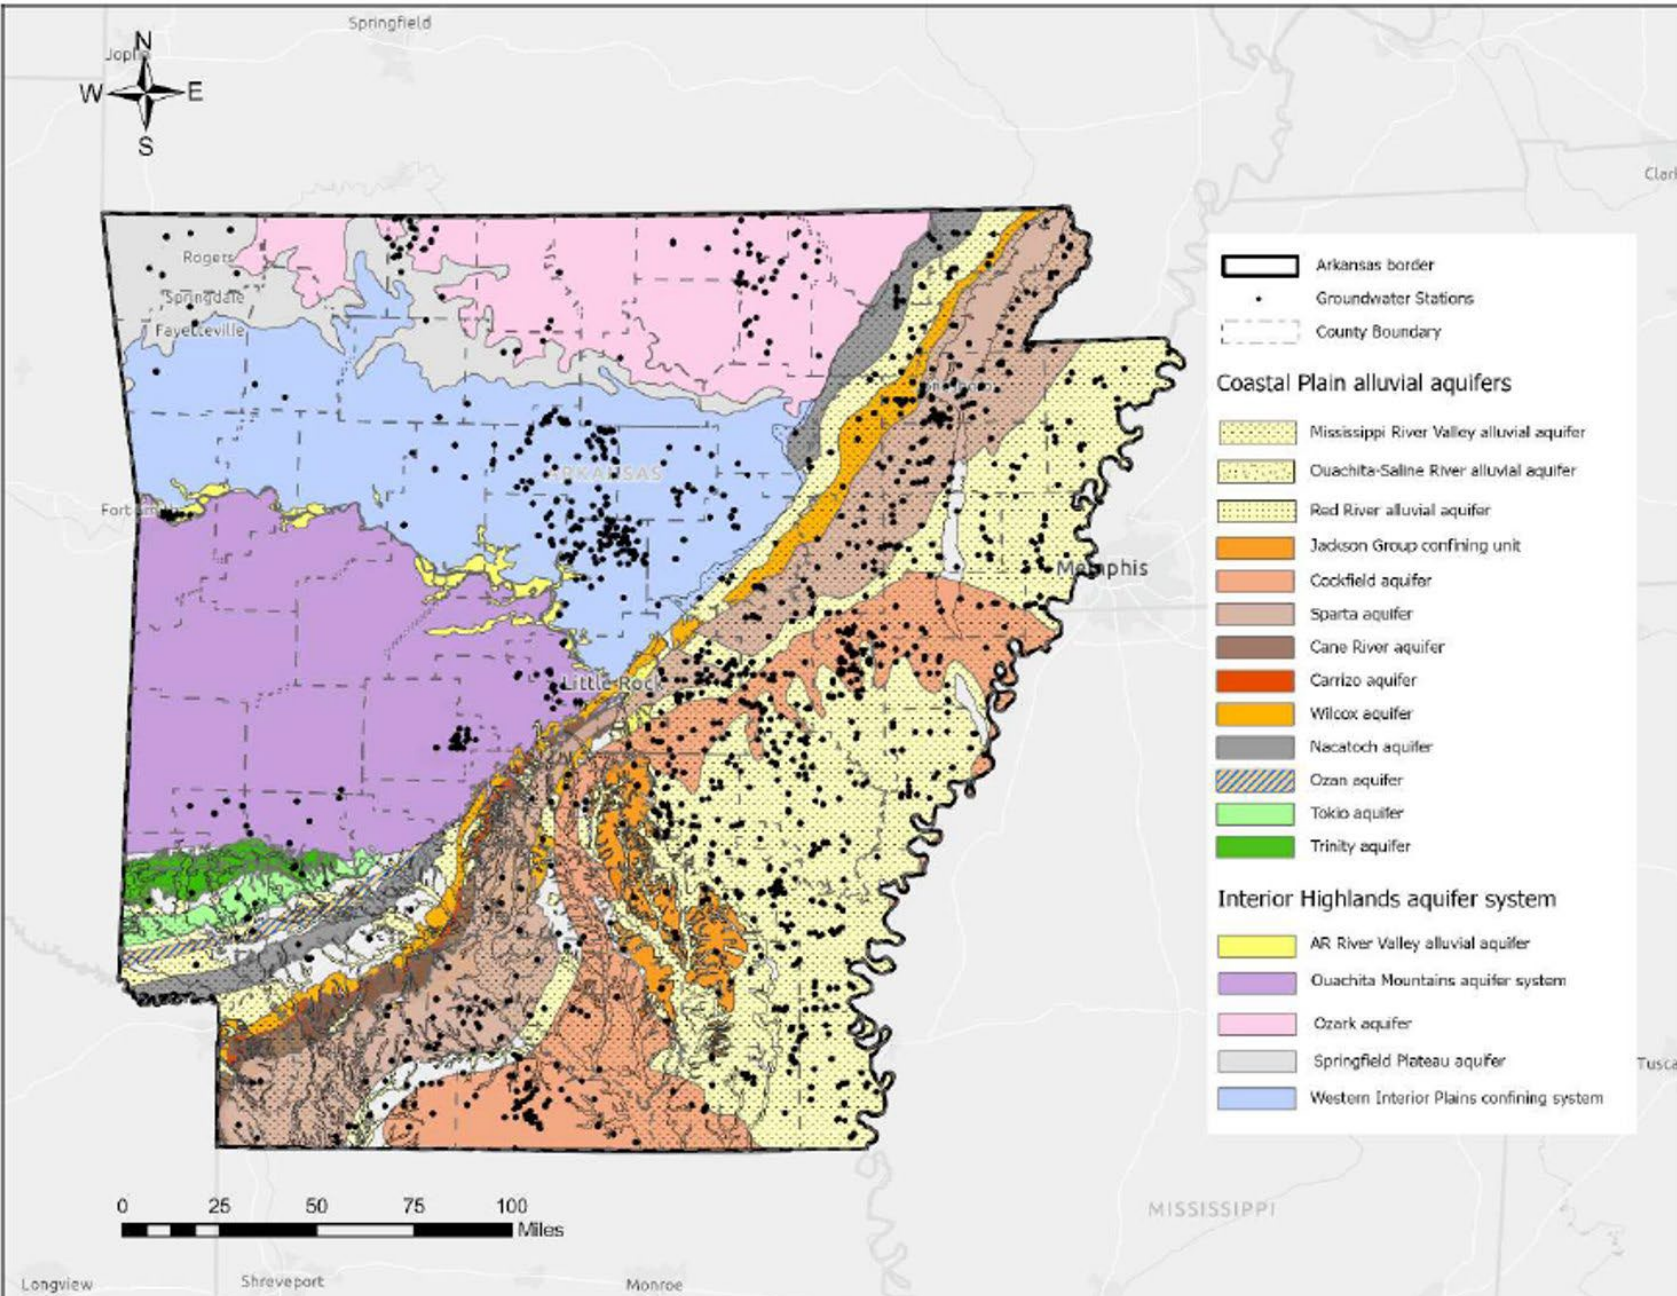 Springfield
Joplin
N
W
E
S
Clar
Rogers
Springdale
Fayetteville
ARKANSAS
Fort Smith
Memphis
Little Rock
Arkansas border
Groundwater Stations
County Boundary
Coastal Plain alluvial aquifers
Mississippi River Valley alluvial aquifer
Ouachita-Saline River alluvial aquifer
Red River alluvial aquifer
Jackson Group confining unit
Cockfield aquifer
Sparta aquifer
Cane River aquifer
Carrizo aquifer
Wilcox aquifer
Nacatoch aquifer
Ozan aquifer
Tokio aquifer
Trinity aquifer
Interior Highlands aquifer system
AR River Valley alluvial aquifer
Ouachita Mountains aquifer system
Ozark aquifer
Springfield Plateau aquifer
Western Interior Plains confining system
Tusca
0 25 50 75 100
Miles
MISSISSIPPI
Longview
Shreveport
Monroe